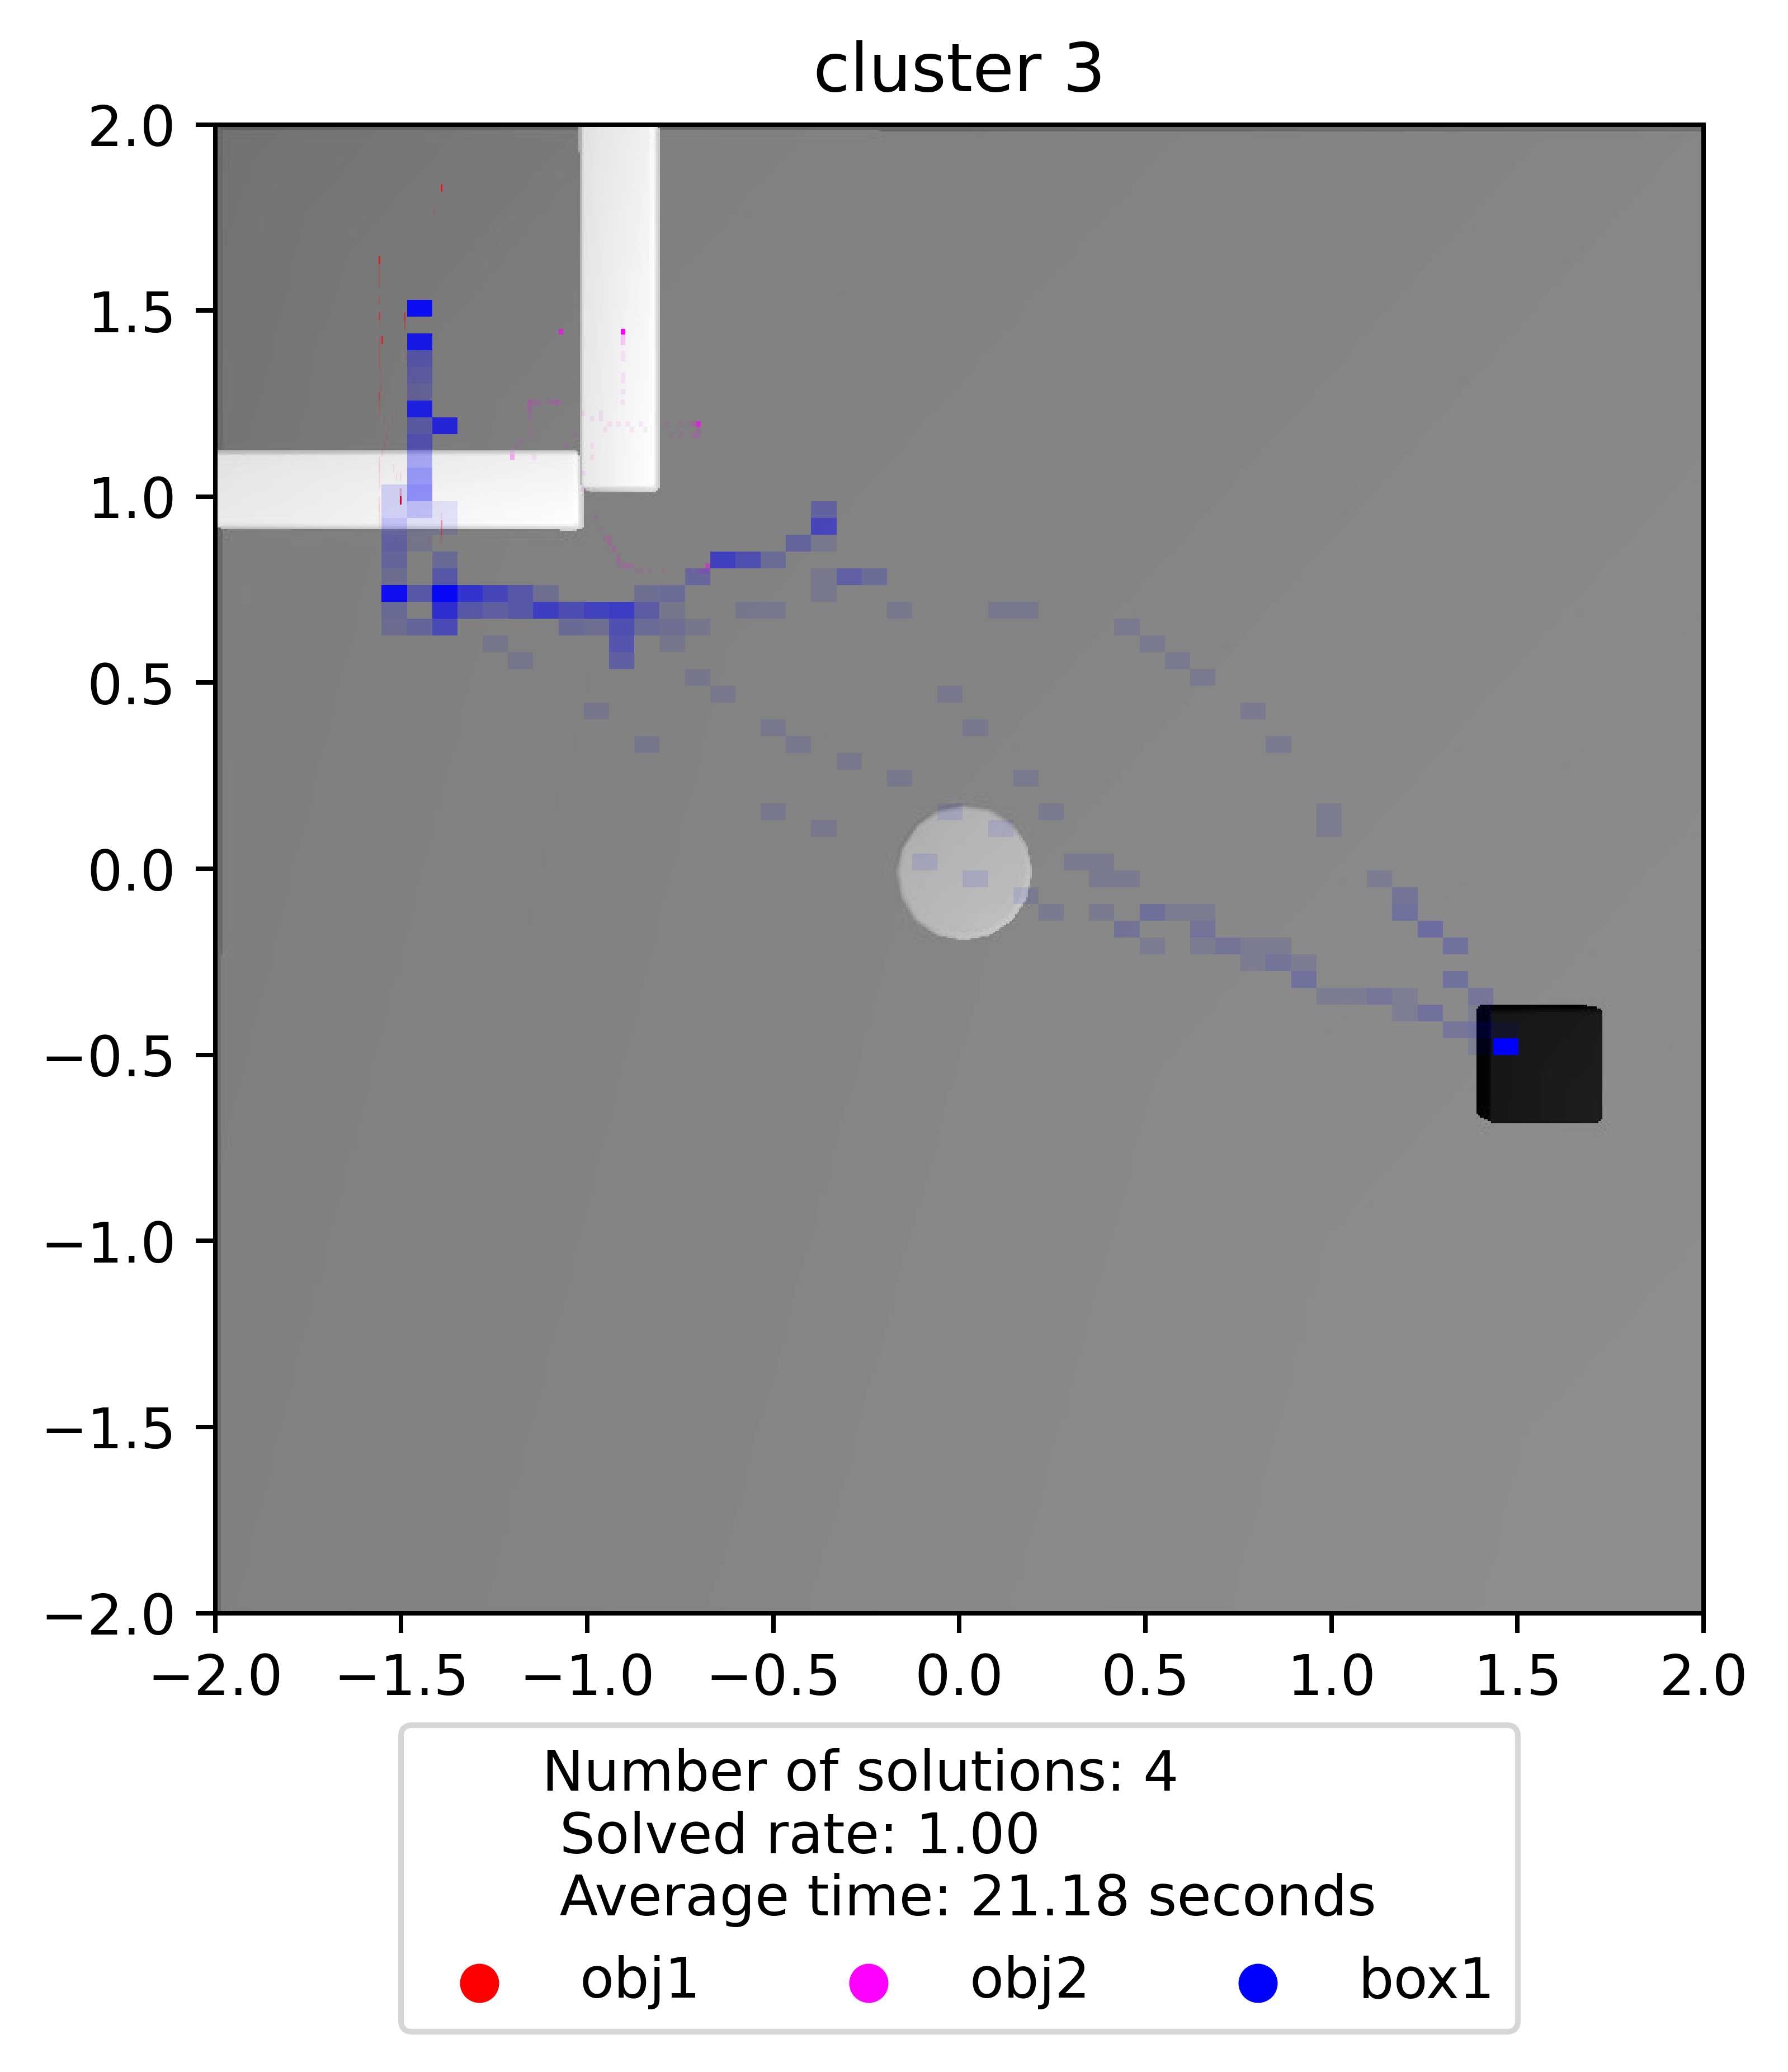 cluster 3
2.0
1.5
1.0
0.5
0.0
−0.5
−1.0
−1.5
−2.0
−2.0 −1.5 −1.0 −0.5 0.0 0.5 1.0 1.5 2.0
Number of solutions: 4
Solved rate: 1.00
Average time: 21.18 seconds
obj1 obj2 box1